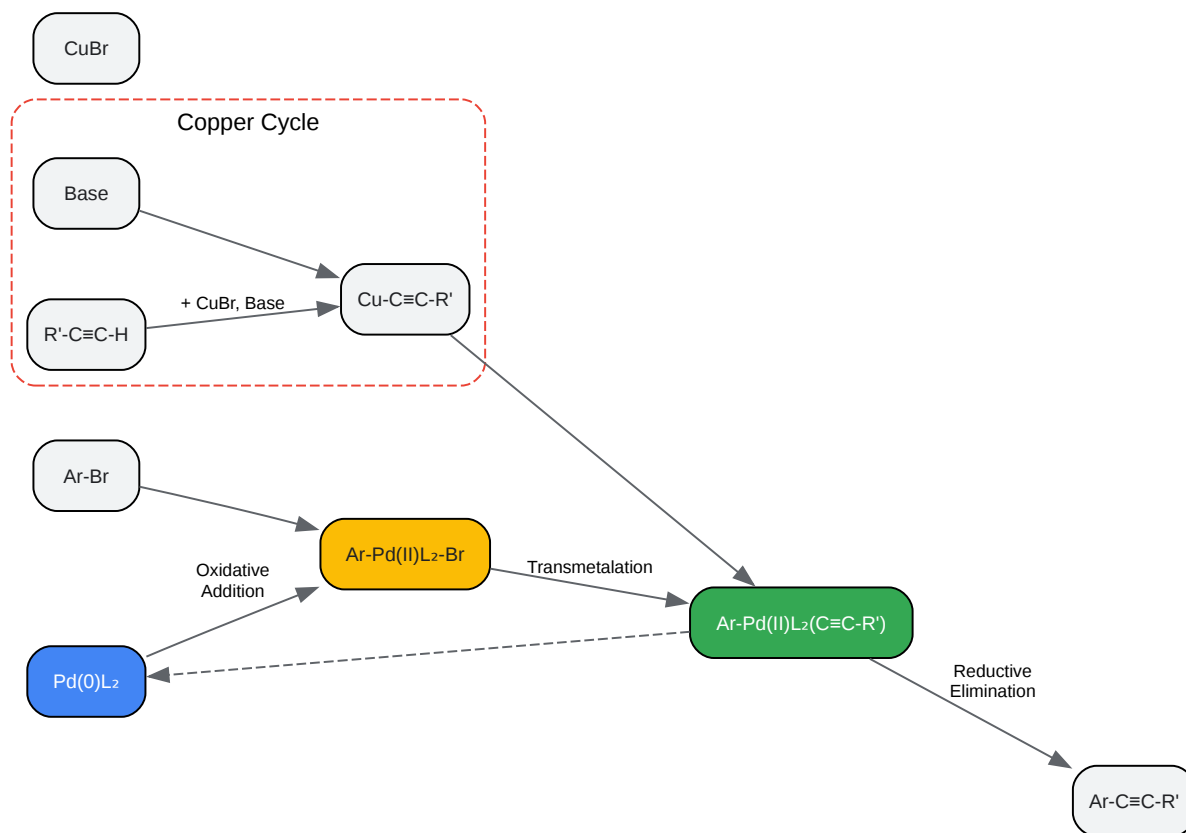 CuBr
Copper Cycle
Base
+ CuBr, Base
Cu-C≡C-R'
R'-C≡C-H
Ar-Br
Ar-Pd(II)L₂-Br
Oxidative
Addition
Transmetalation
Ar-Pd(II)L₂(C≡C-R')
Pd(0)L₂
Reductive
Elimination
Ar-C≡C-R'